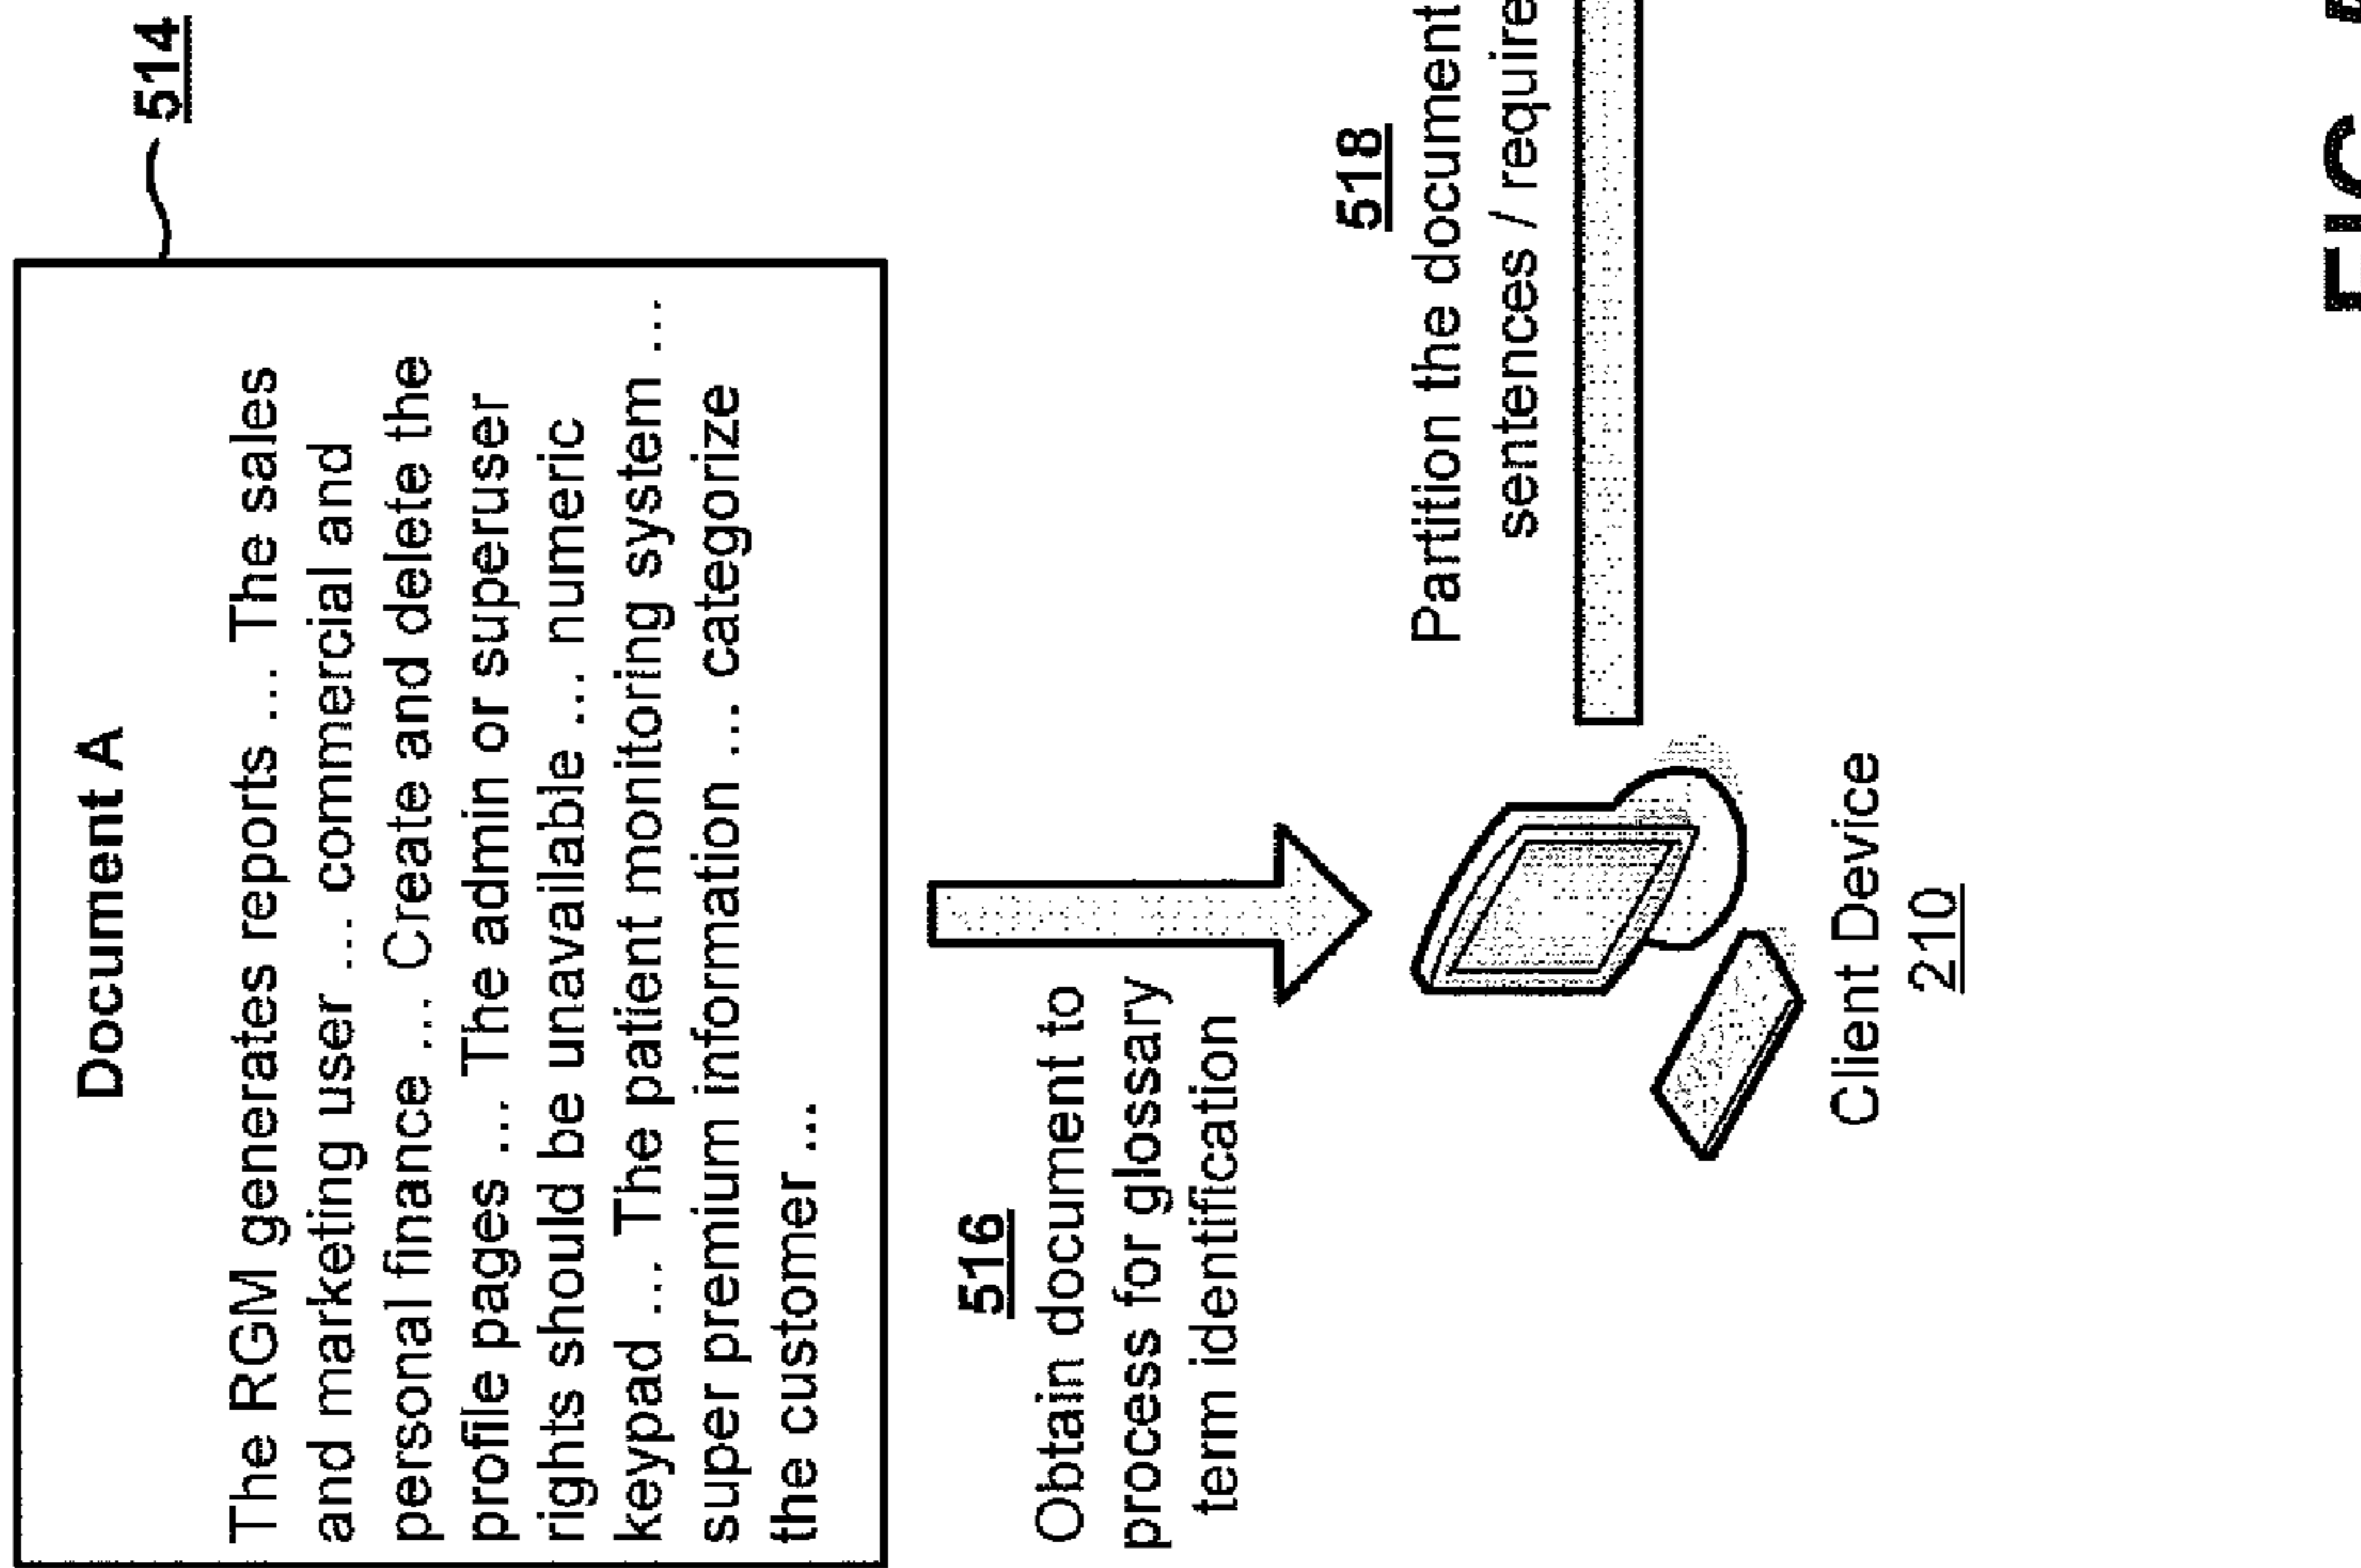 Document A
514
The RGM generates reports ... The sales
and marketing user ... commercial and
personal finance ... Create and delete the
profile pages ... The admin or superuser
rights should be unavailable ... numeric
keypad ... The patient monitoring system ...
super premium information ... categorize
the customer ...
516
Obtain document to
process for glossary
term identification
518
Partition the document
sentences / require
Client Device
210
FIG.